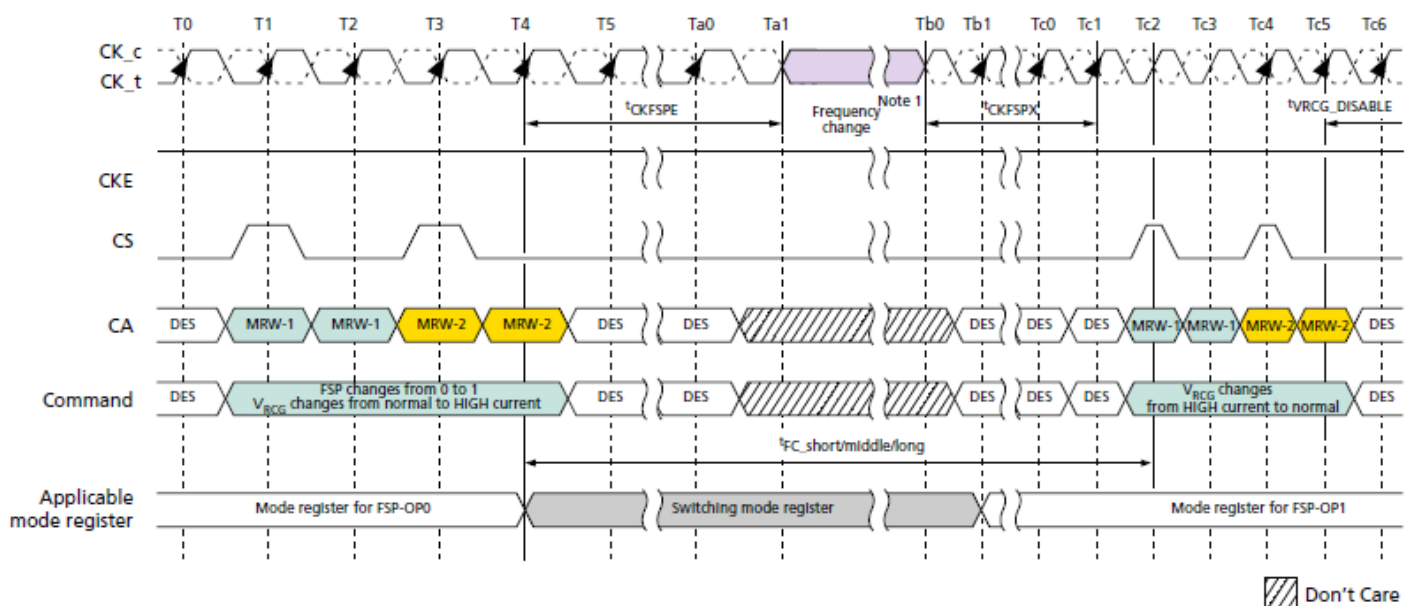 T0 T1 T2 T3 T4 T5 Ta0 Ta1 Tb0 Tb1 Tc0 Tc1 Tc2 Tc3 Tc4 Tc5 Tc6
CK_c
CK_t
tCKFSPE
Frequency
change
Note 1
tCKFSPX
tVRCG_DISABLE
CKE
CS
CA
DES MRW-1 MRW-1 MRW-2 MRW-2 DES DES DES DES DES MRW-1 MRW-1 MRW-2 MRW-2 DES
Command
DES
FSP changes from 0 to 1
VRCG changes from normal to HIGH current
DES DES DES DES DES
VRCG changes
from HIGH current to normal
DES
tFC_short/middle/long
Applicable
mode register
Mode register for FSP-OP0
Switching mode register
Mode register for FSP-OP1
Don't Care